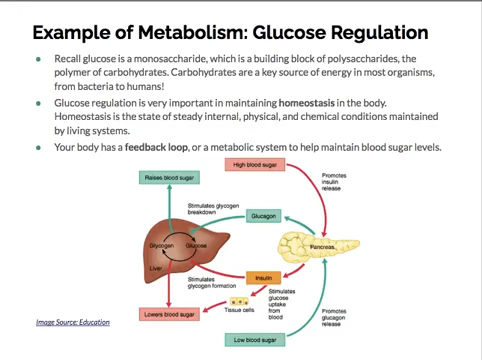 Example of Metabolism: Glucose Regulation
● Recall glucose is a monosaccharide, which is a building block of polysaccharides, the
polymer of carbohydrates. Carbohydrates are a key source of energy in most organisms,
from bacteria to humans!
● Glucose regulation is very important in maintaining homeostasis in the body.
Homeostasis is the state of steady internal, physical, and chemical conditions maintained
by living systems.
● Your body has a feedback loop, or a metabolic system to help maintain blood sugar levels.
High blood sugar
Raises blood sugar
Promotes
insulin
release
Stimulates glycogen
breakdown
Glucagon
Glycogen
Glucose
Pancreas
Liver
Insulin
Stimulates
glycogen formation
Stimulates
glucose
uptake
from
blood
Tissue cells
Lowers blood sugar
Promotes
glucagon
release
Image Source: Education
Low blood sugar